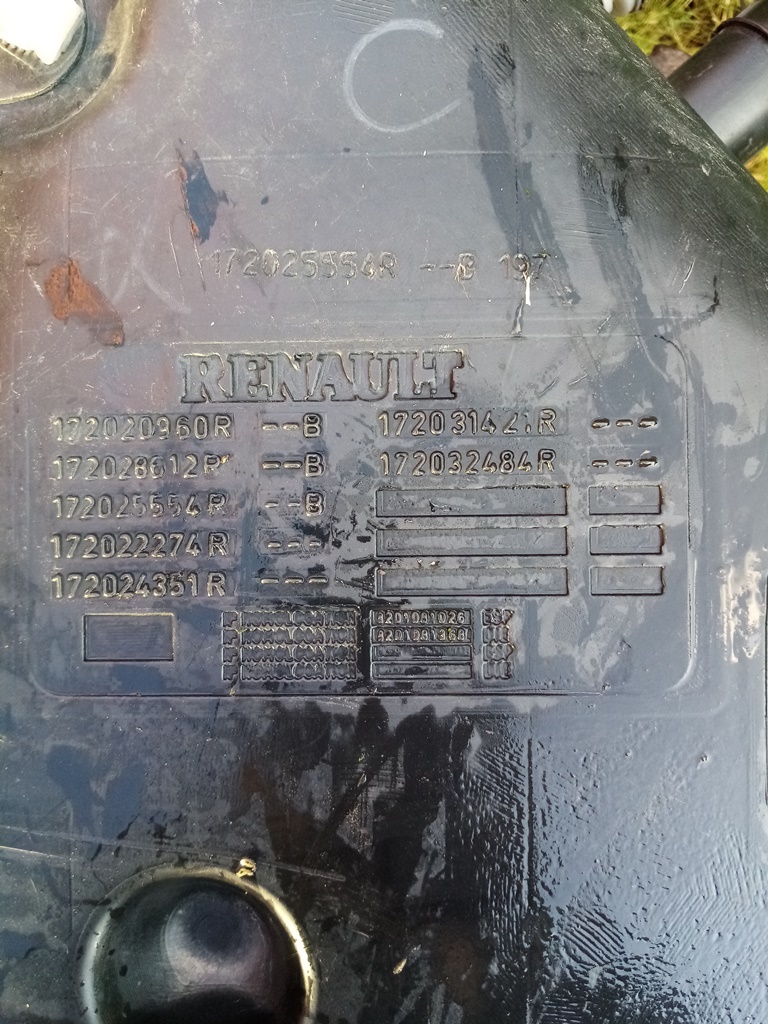 C
172025554R --B 197
RENAULT
172020960R --B 172031421R ---
172028612R --B 172032484R ---
172025554R --B
172022274R ---
172024351R ---
8201081026
8201081368